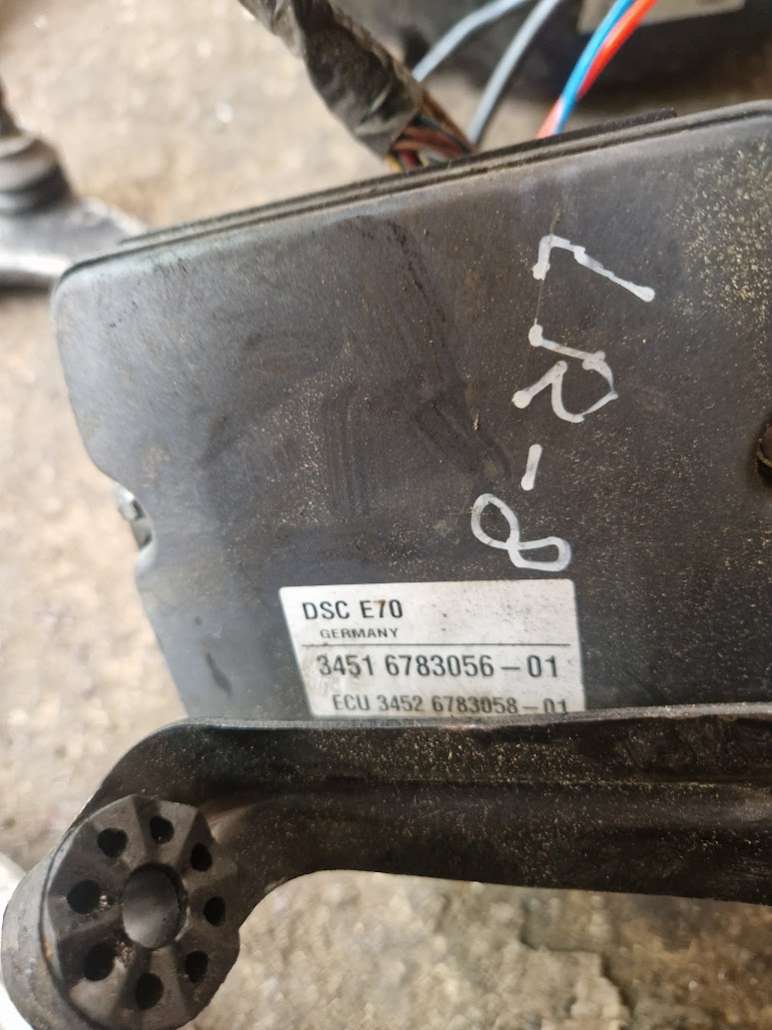 LR-8
DSC E70
GERMANY
3451 6783056-01
ECU 3452 6783058-01